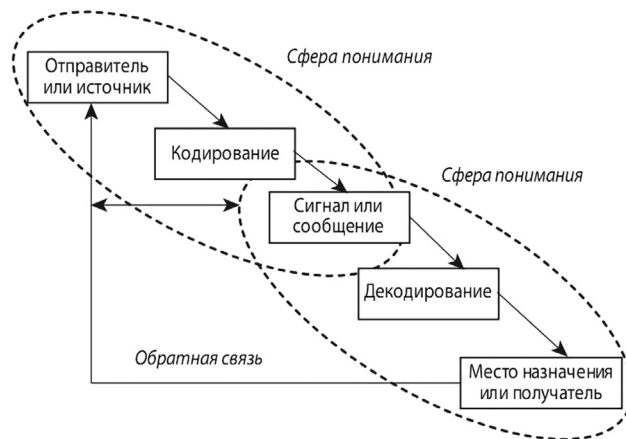 Сфера понимания
Отправитель
или источник
Кодирование
Сфера понимания
Сигнал или
сообщение
Декодирование
Обратная связь
Место назначения
или получатель